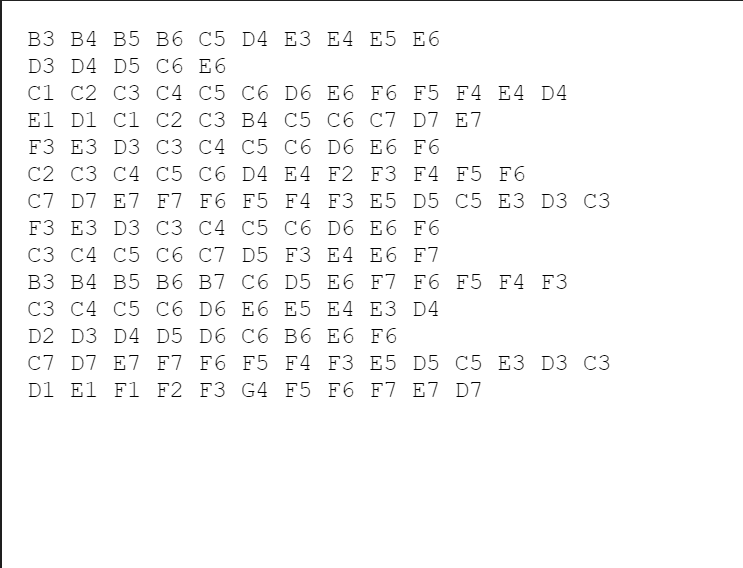 B3 B4 B5 B6 C5 D4 E3 E4 E5 E6
D3 D4 D5 C6 E6
C1 C2 C3 C4 C5 C6 D6 E6 F6 F5 F4 E4 D4
E1 D1 C1 C2 C3 B4 C5 C6 C7 D7 E7
F3 E3 D3 C3 C4 C5 C6 D6 E6 F6
C2 C3 C4 C5 C6 D4 E4 F2 F3 F4 F5 F6
C7 D7 E7 F7 F6 F5 F4 F3 E5 D5 C5 E3 D3 C3
F3 E3 D3 C3 C4 C5 C6 D6 E6 F6
C3 C4 C5 C6 C7 D5 F3 E4 E6 F7
B3 B4 B5 B6 B7 C6 D5 E6 F7 F6 F5 F4 F3
C3 C4 C5 C6 D6 E6 E5 E4 E3 D4
D2 D3 D4 D5 D6 C6 B6 E6 F6
C7 D7 E7 F7 F6 F5 F4 F3 E5 D5 C5 E3 D3 C3
D1 E1 F1 F2 F3 G4 F5 F6 F7 E7 D7